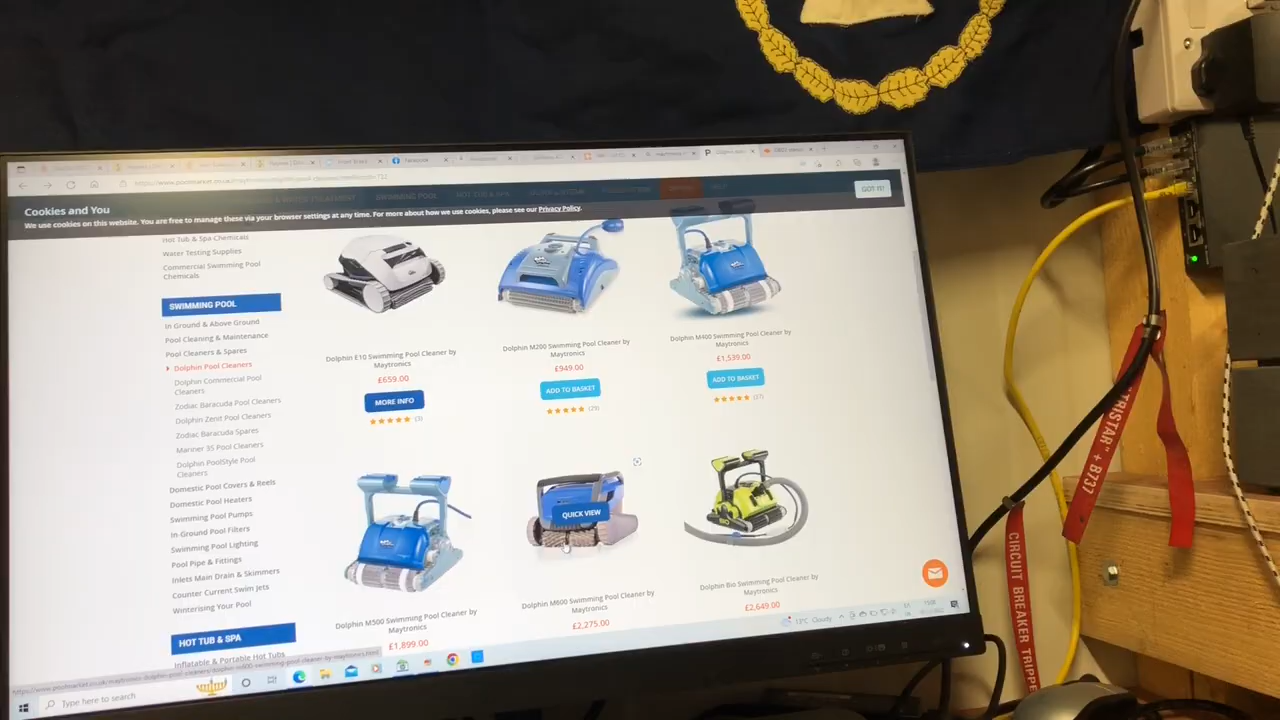 Cookies and You
We use cookies on this website. You are free to manage these via your browser settings at any time. For more about how we use cookies, please see our Privacy Policy.
GOT IT!
Hot Tub & Spa Chemicals
Water Testing Supplies
Commercial Swimming Pool
Chemicals
SWIMMING POOL
In Ground & Above Ground
Pool Cleaning & Maintenance
Pool Cleaners & Spares
Dolphin Pool Cleaners
Dolphin Commercial Pool
Cleaners
Zodiac Baracuda Pool Cleaners
Dolphin Zenit Pool Cleaners
Zodiac Baracuda Spares
Mariner 3S Pool Cleaners
Dolphin PoolStyle Pool
Cleaners
Domestic Pool Covers & Reels
Domestic Pool Heaters
Swimming Pool Pumps
In-Ground Pool Filters
Swimming Pool Lighting
Pool Pipe & Fittings
Inlets Main Drain & Skimmers
Counter Current Swim Jets
Winterising Your Pool
HOT TUB & SPA
Inflatable & Portable Hot Tubs
Dolphin E10 Swimming Pool Cleaner by
Maytronics
£659.00
MORE INFO
(3)
Dolphin M200 Swimming Pool Cleaner by
Maytronics
£949.00
ADD TO BASKET
Dolphin M400 Swimming Pool Cleaner by
Maytronics
£1,539.00
ADD TO BASKET
Dolphin M500 Swimming Pool Cleaner by
Maytronics
£1,899.00
QUICK VIEW
Dolphin M600 Swimming Pool Cleaner by
Maytronics
£2,275.00
BIO
Dolphin Bio Swimming Pool Cleaner by
Maytronics
£2,649.00
13°C Cloudy
Type here to search
TRISTAR" + B737
CIRCUIT BREAKER TRIPPE